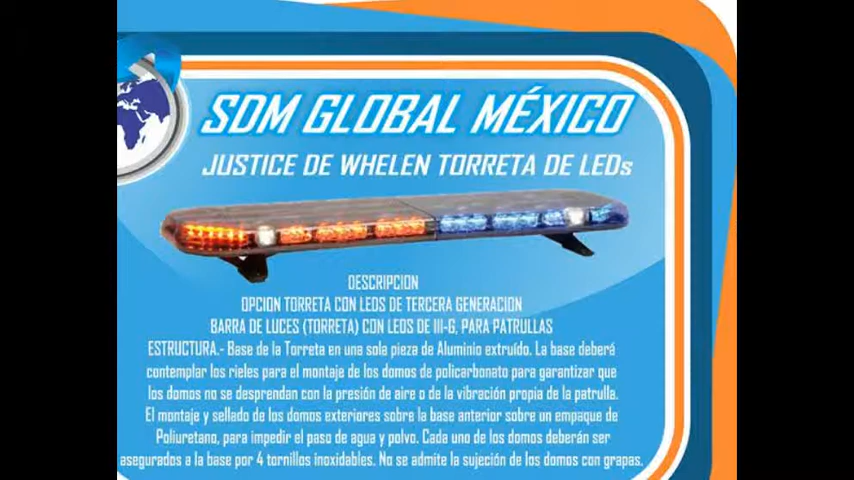 SDM GLOBAL MÉXICO
JUSTICE DE WHELEN TORRETA DE LEDs
DESCRIPCION
OPCION TORRETA CON LEDS DE TERCERA GENERACION
BARRA DE LUCES (TORRETA) CON LEDS DE III-G, PARA PATRULLAS
ESTRUCTURA.- Base de la Torreta en una sola pieza de Aluminio extruído. La base deberá
contemplar los rieles para el montaje de los domos de policarbonato para garantizar que
los domos no se desprendan con la presión de aire o de la vibración propia de la patrulla.
El montaje y sellado de los domos exteriores sobre la base anterior sobre un empaque de
Poliuretano, para impedir el paso de agua y polvo. Cada uno de los domos deberán ser
asegurados a la base por 4 tornillos inoxidables. No se admite la sujeción de los domos con grapas.